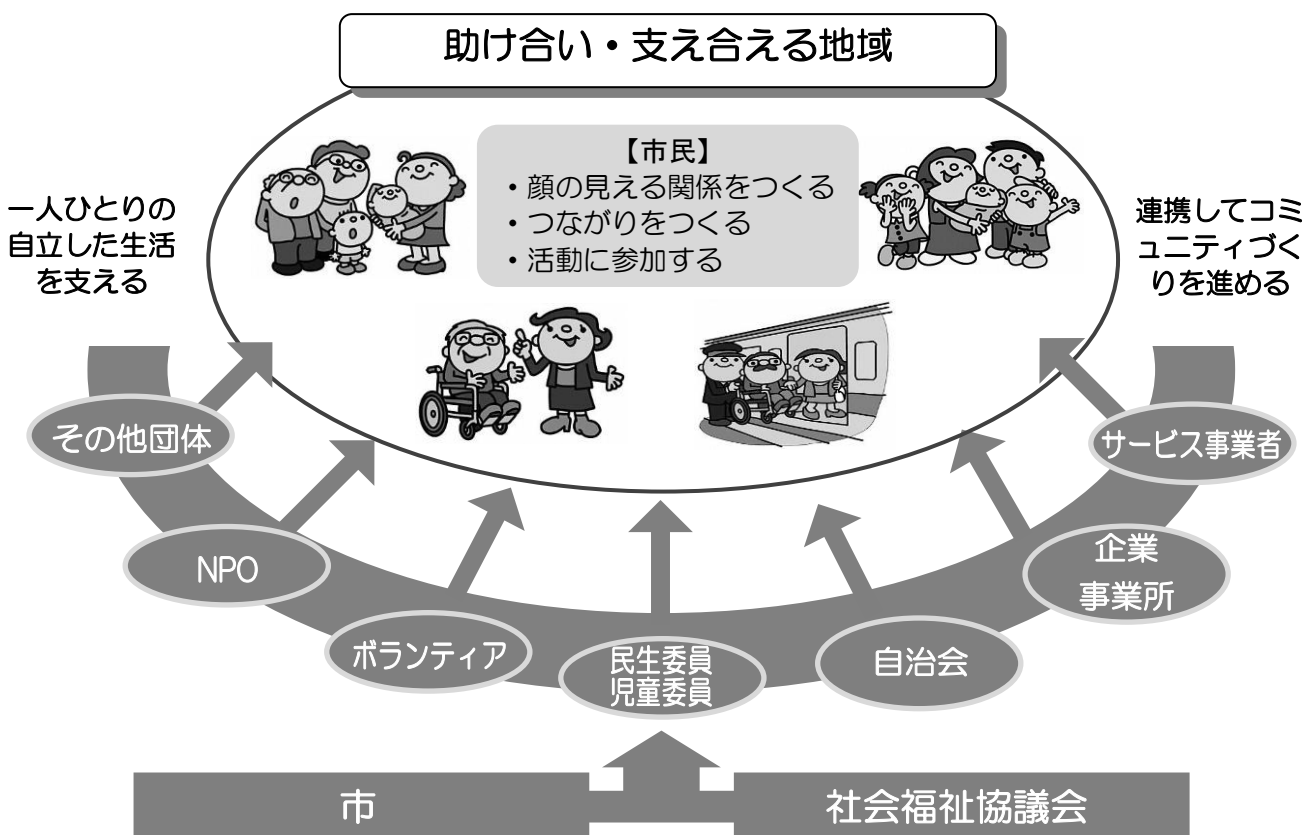 助け合い・支え合える地域
【市民】
・顔の見える関係をつくる
・つながりをつくる
・活動に参加する
一人ひとりの
自立した生活
を支える
連携してコミ
ュニティづく
りを進める
その他団体
NPO
ボランティア
民生委員
児童委員
自治会
企業
事業所
サービス事業者
市
社会福祉協議会